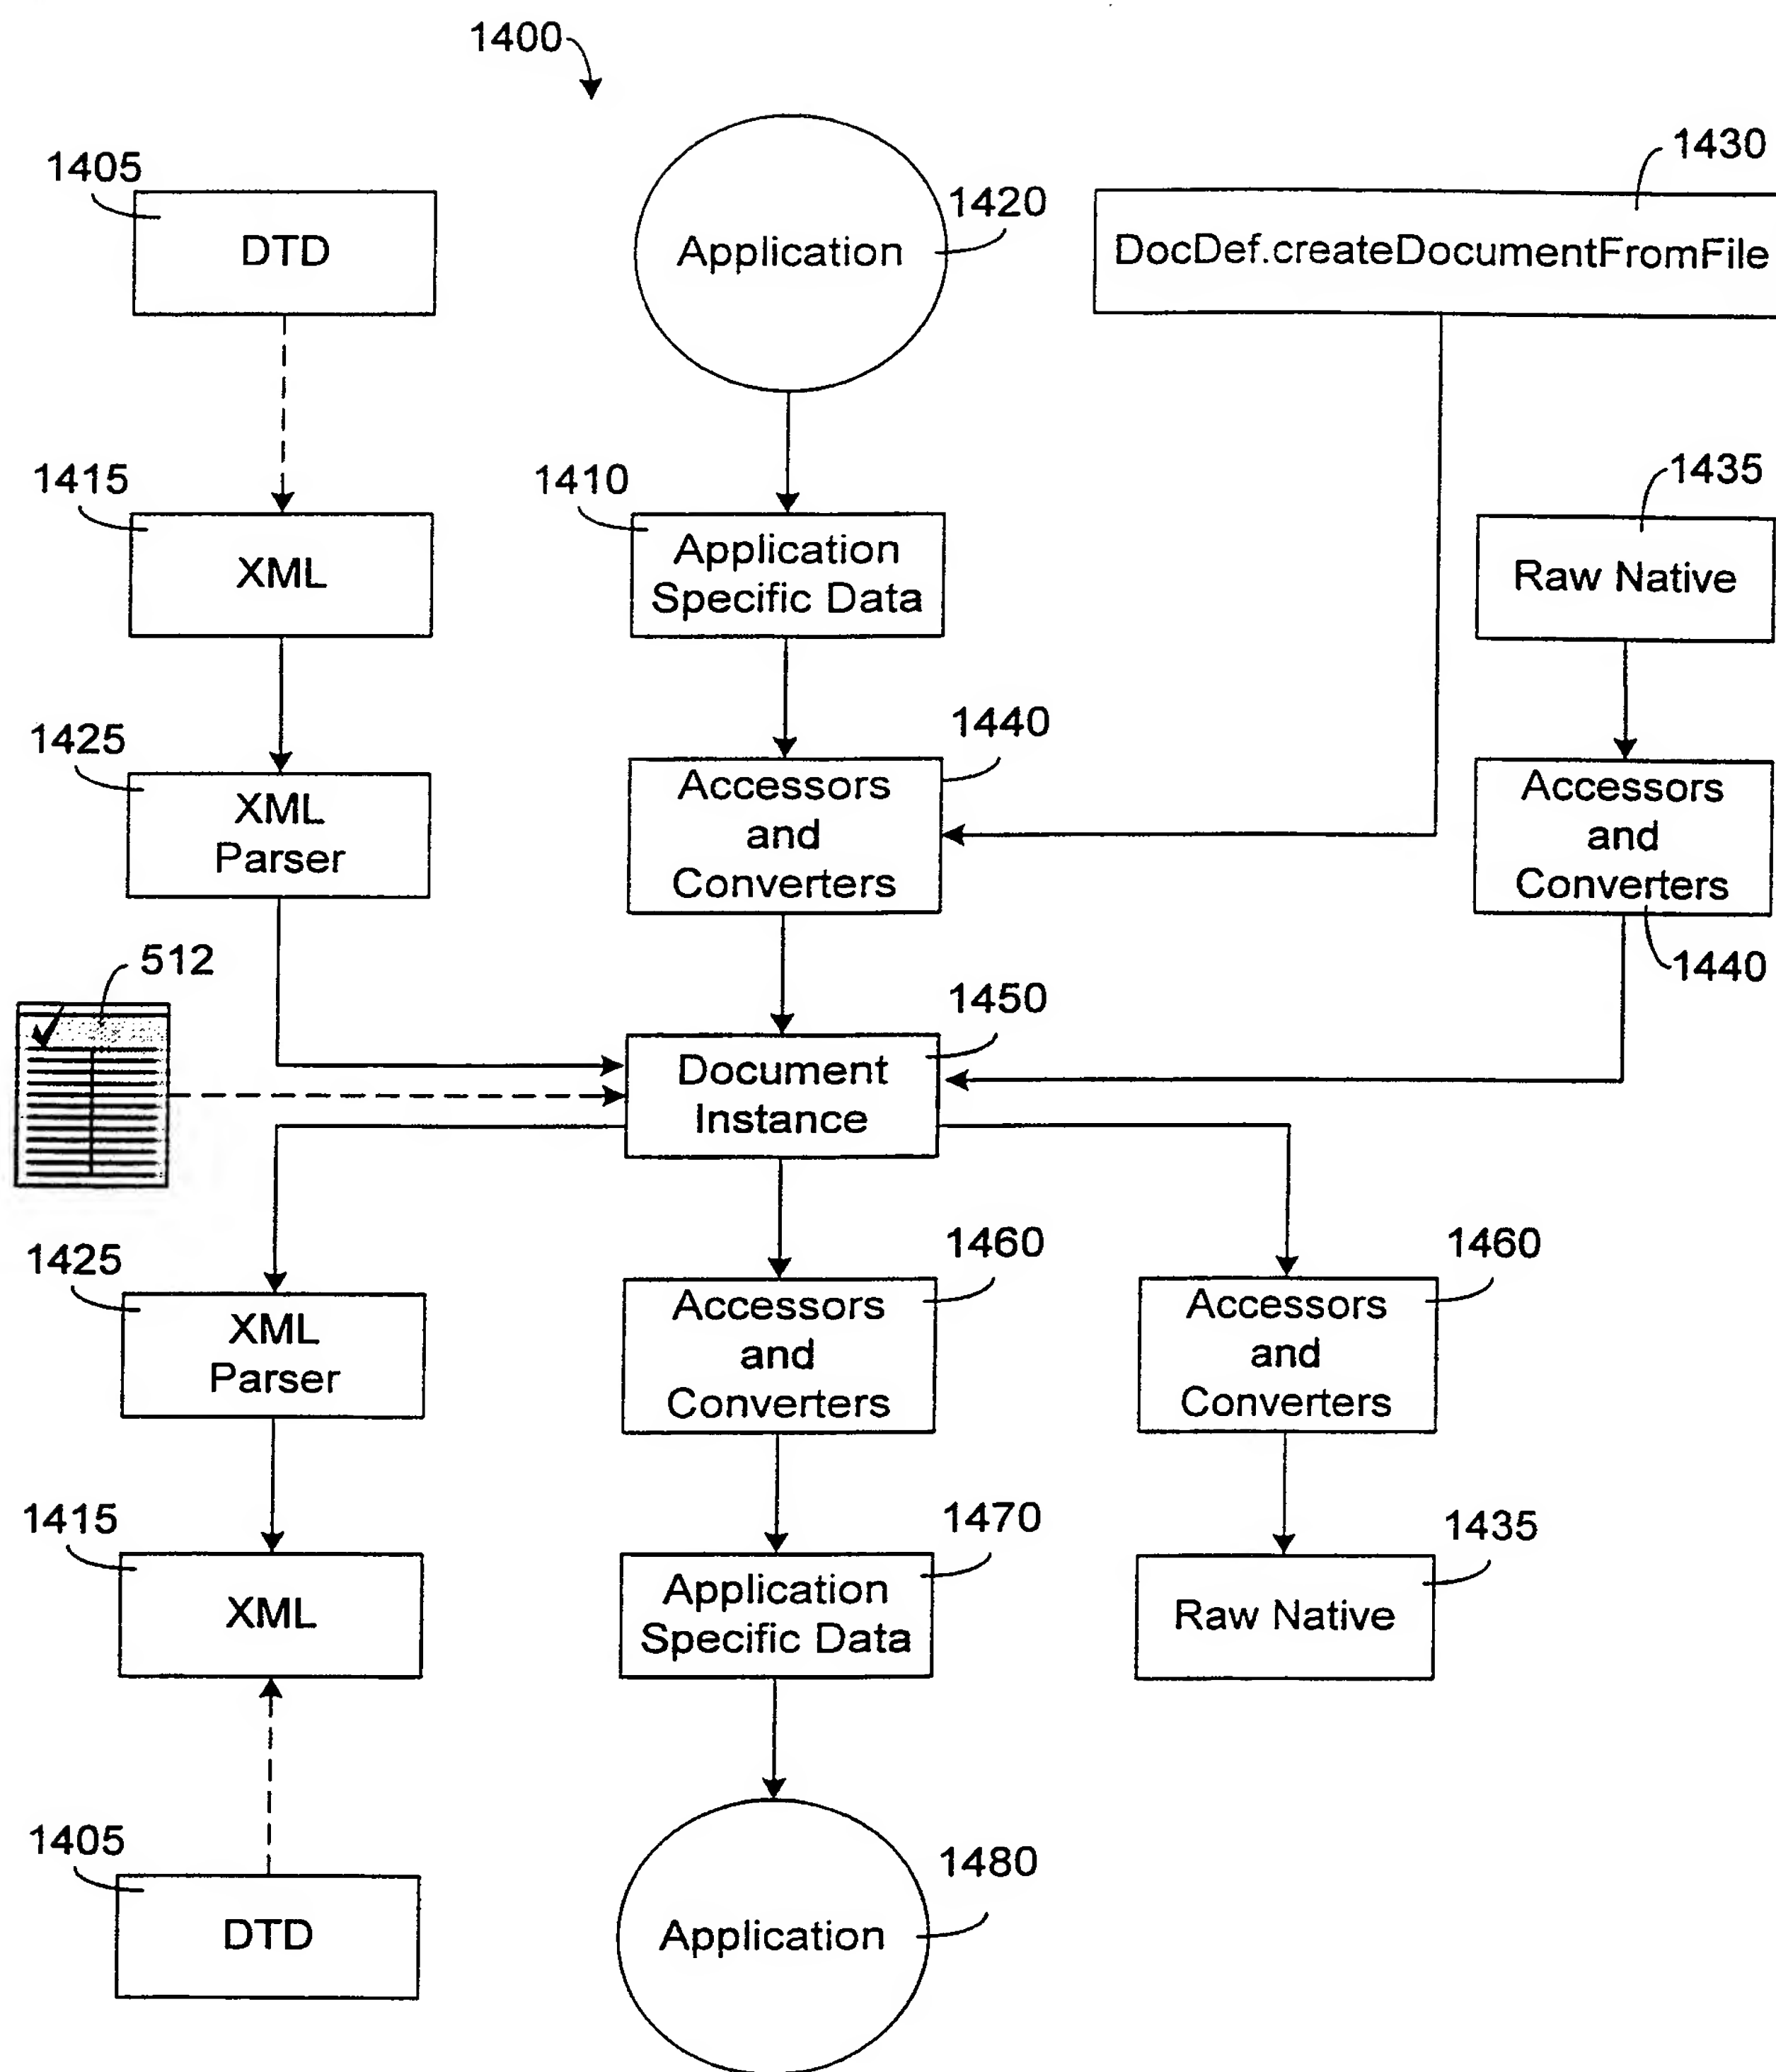 1400
1405
DTD
Application
1420
1430
DocDef.createDocumentFromFile
1415
XML
1410
Application
Specific Data
1435
Raw Native
1425
XML
Parser
1440
Accessors
and
Converters
Accessors
and
Converters
1440
512
1450
Document
Instance
1425
XML
Parser
1460
Accessors
and
Converters
1460
Accessors
and
Converters
1415
XML
1470
Application
Specific Data
1435
Raw Native
1405
DTD
1480
Application